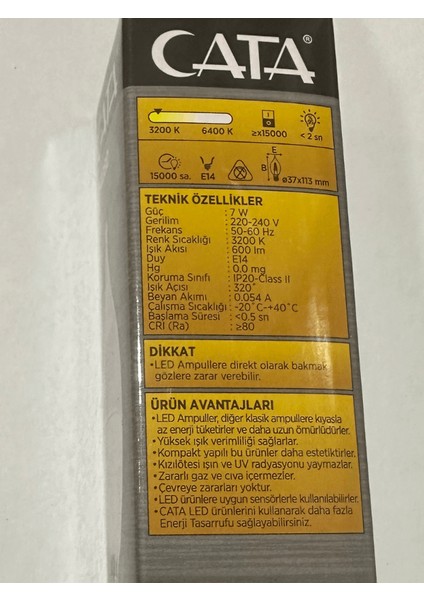 CATA®
3200 K 6400 K ≥x15000 < 2 sn
15000 sa. E14 B E ø37x113 mm
TEKNİK ÖZELLİKLER
Güç : 7 W
Gerilim : 220-240 V
Frekans : 50-60 Hz
Renk Sıcaklığı : 3200 K
Işık Akısı : 600 lm
Duy : E14
Hg : 0.0 mg
Koruma Sınıfı : IP20-Class II
Işık Açısı : 320°
Beyan Akımı : 0.054 A
Çalışma Sıcaklığı : -20°C-+40°C
Başlama Süresi : <0.5 sn
CRI (Ra) : ≥80
DİKKAT
•LED Ampullere direkt olarak bakmak
gözlere zarar verebilir.
ÜRÜN AVANTAJLARI
•LED Ampuller, diğer klasik ampullere kıyasla
az enerji tüketirler ve daha uzun ömürlüdürler.
•Yüksek ışık verimliliği sağlarlar.
•Kompakt yapılı bu ürünler daha estetiktirler.
•Kızılötesi ışın ve UV radyasyonu yaymazlar.
•Zararlı gaz ve cıva içermezler.
•Çevreye zararları yoktur.
•LED ürünlere uygun sensörlerle kullanılabilirler.
•CATA LED ürünlerini kullanarak daha fazla
Enerji Tasarrufu sağlayabilirsiniz.
CATA